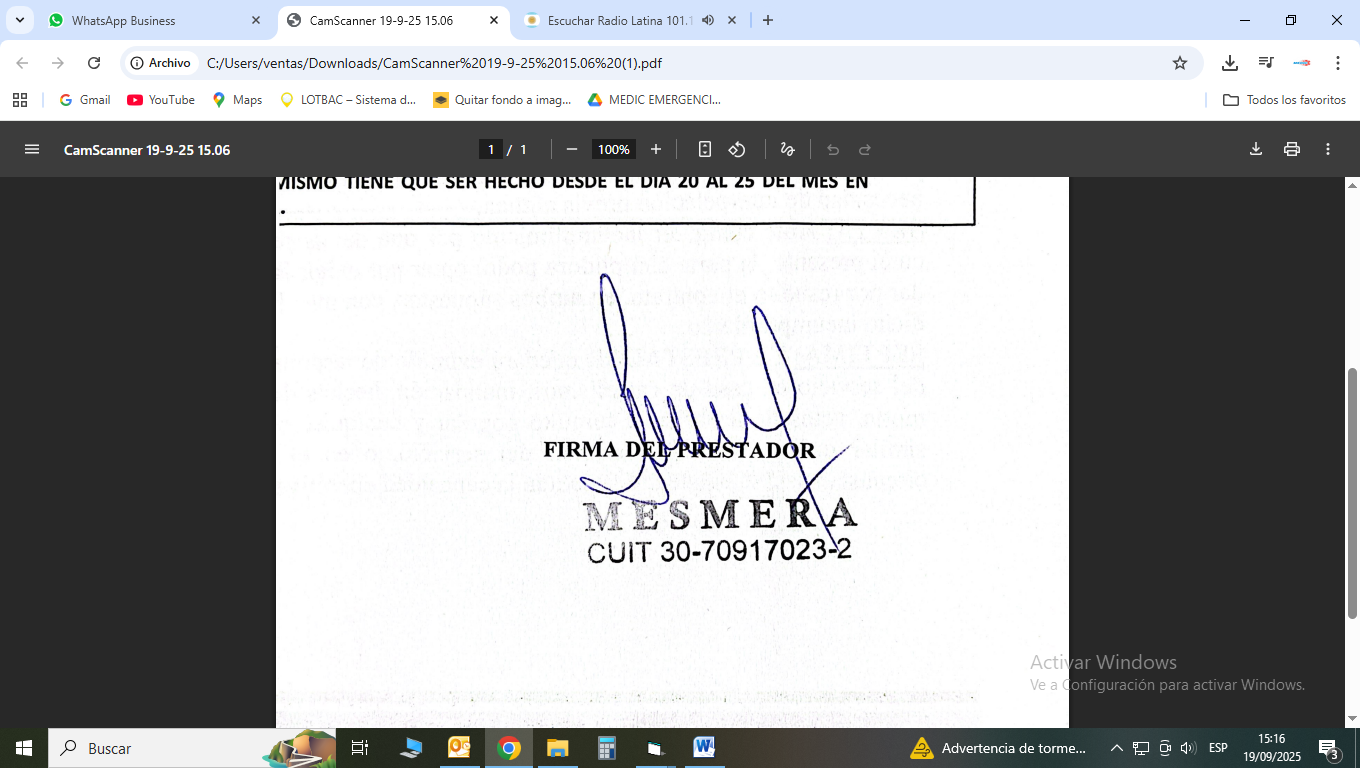 WhatsApp Business
CamScanner 19-9-25 15.06
Escuchar Radio Latina 101.1
Archivo
C:/Users/ventas/Downloads/CamScanner%2019-9-25%2015.06%20(1).pdf
Gmail
YouTube
Maps
LOTBAC – Sistema d...
Quitar fondo a imag...
MEDIC EMERGENCI...
Todos los favoritos
CamScanner 19-9-25 15.06
1 / 1
100%
MISMO TIENE QUE SER HECHO DESDE EL DIA 20 AL 25 DEL MES EN
.
FIRMA DEL PRESTADOR
MESMERA
CUIT 30-70917023-2
Activar Windows
Ve a Configuración para activar Windows.
Buscar
Advertencia de torme...
ESP
15:16
19/09/2025
3